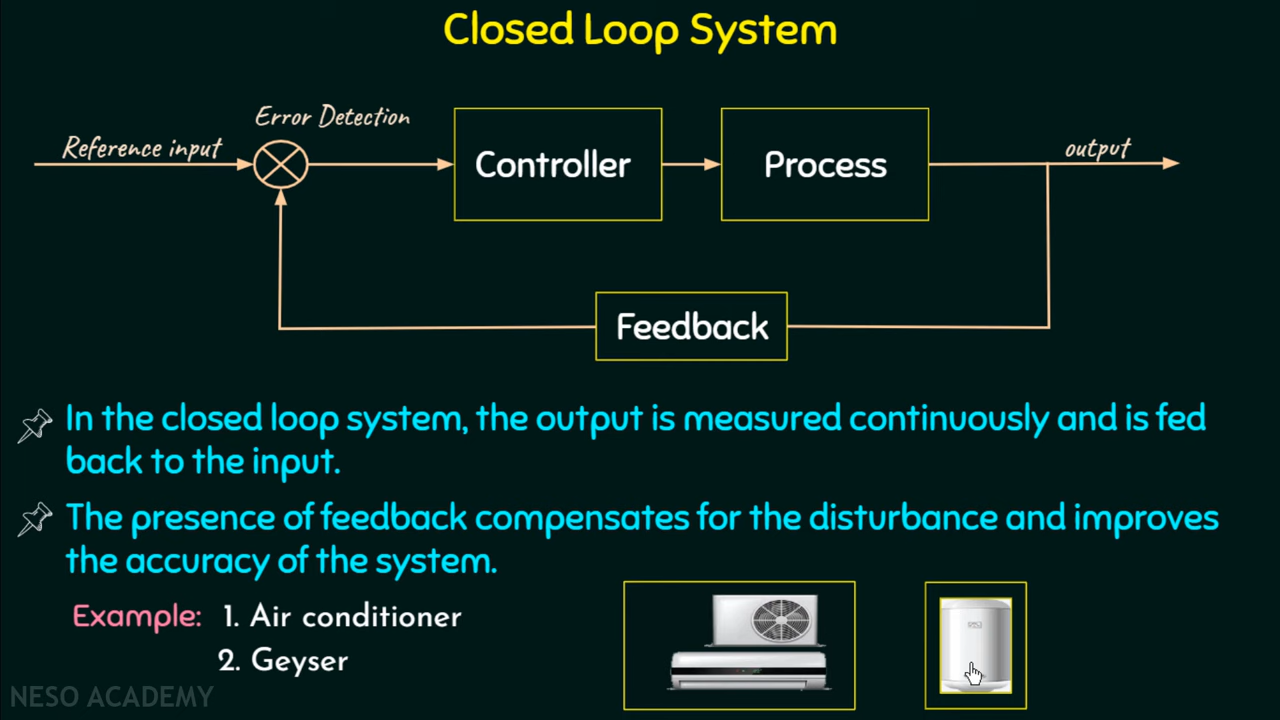 Closed Loop System
Error Detection
Reference input
Controller
Process
output
Feedback
In the closed loop system, the output is measured continuously and is fed
back to the input.
The presence of feedback compensates for the disturbance and improves
the accuracy of the system.
Example: 1. Air conditioner
2. Geyser
NESO ACADEMY